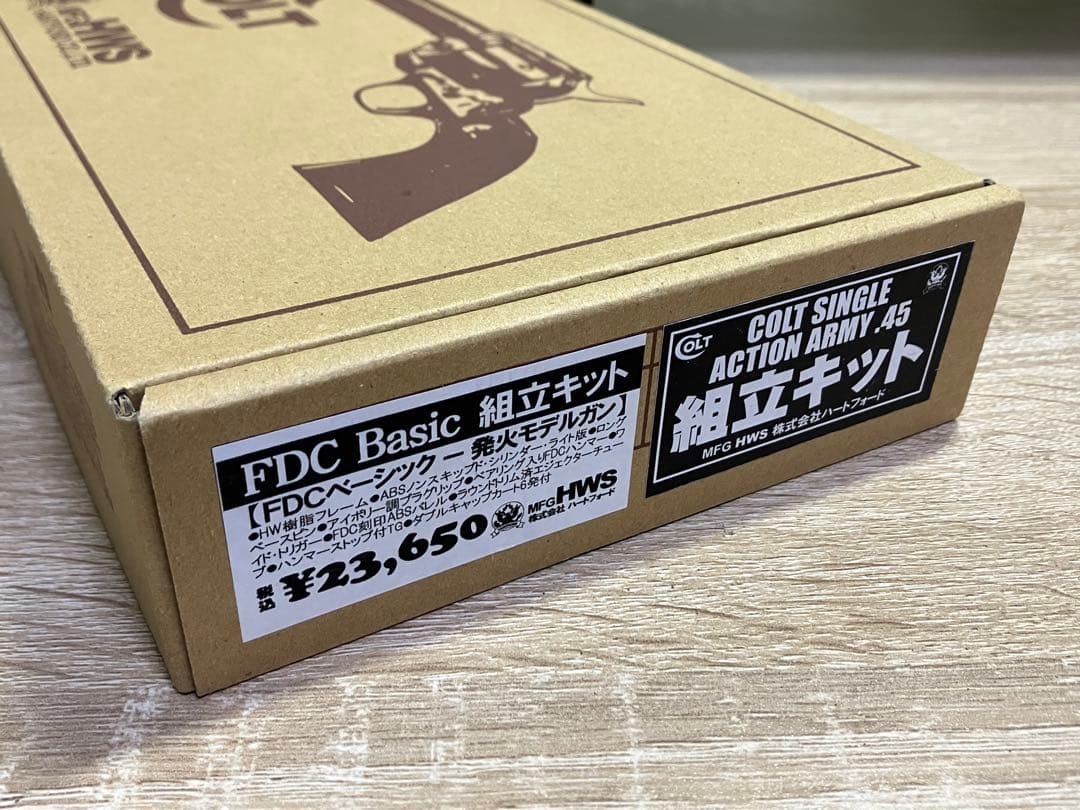 COLT
HWS
FDC Basic 組立キット
【FDCベーシック ー 発火モデルガン】
●HW樹脂フレーム●ABSノンスキップド・シリンダー・ライト版●ロング
ベースピン●アイボリー調プラグリップ●ベアリング入りFDCハンマー●ワ
イド・トリガー●FDC刻印ABSバレル●ラウンドトリム済エジェクターチュー
ブ●ハンマーストップ付TG●ダブルキャップカート6発付
税込 ¥23,650
MFG HWS
株式会社 ハートフォード
COLT
COLT SINGLE
ACTION ARMY .45
組立キット
MFG HWS 株式会社ハートフォード